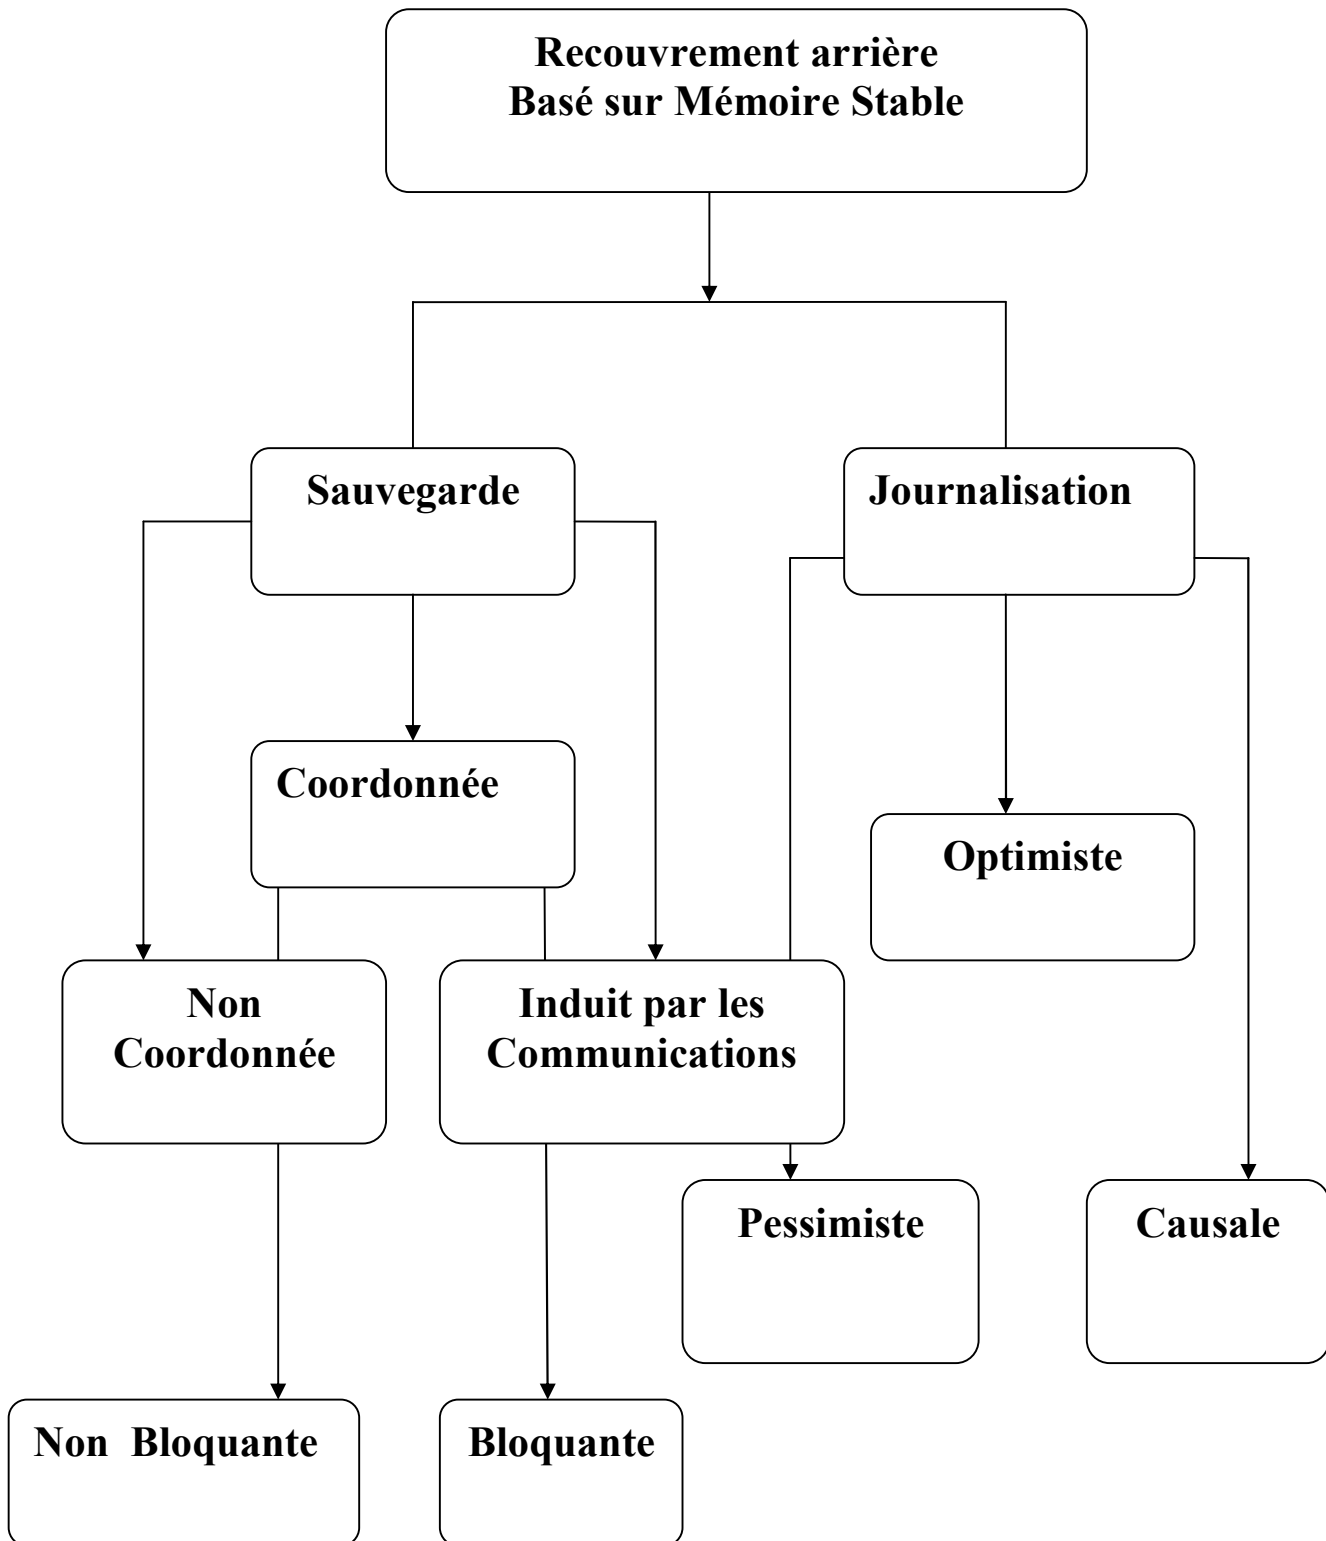 Recouvrement arrière
Basé sur Mémoire Stable
Sauvegarde
Journalisation
Coordonnée
Optimiste
Non
Coordonnée
Induit par les
Communications
Pessimiste
Causale
Non  Bloquante
Bloquante